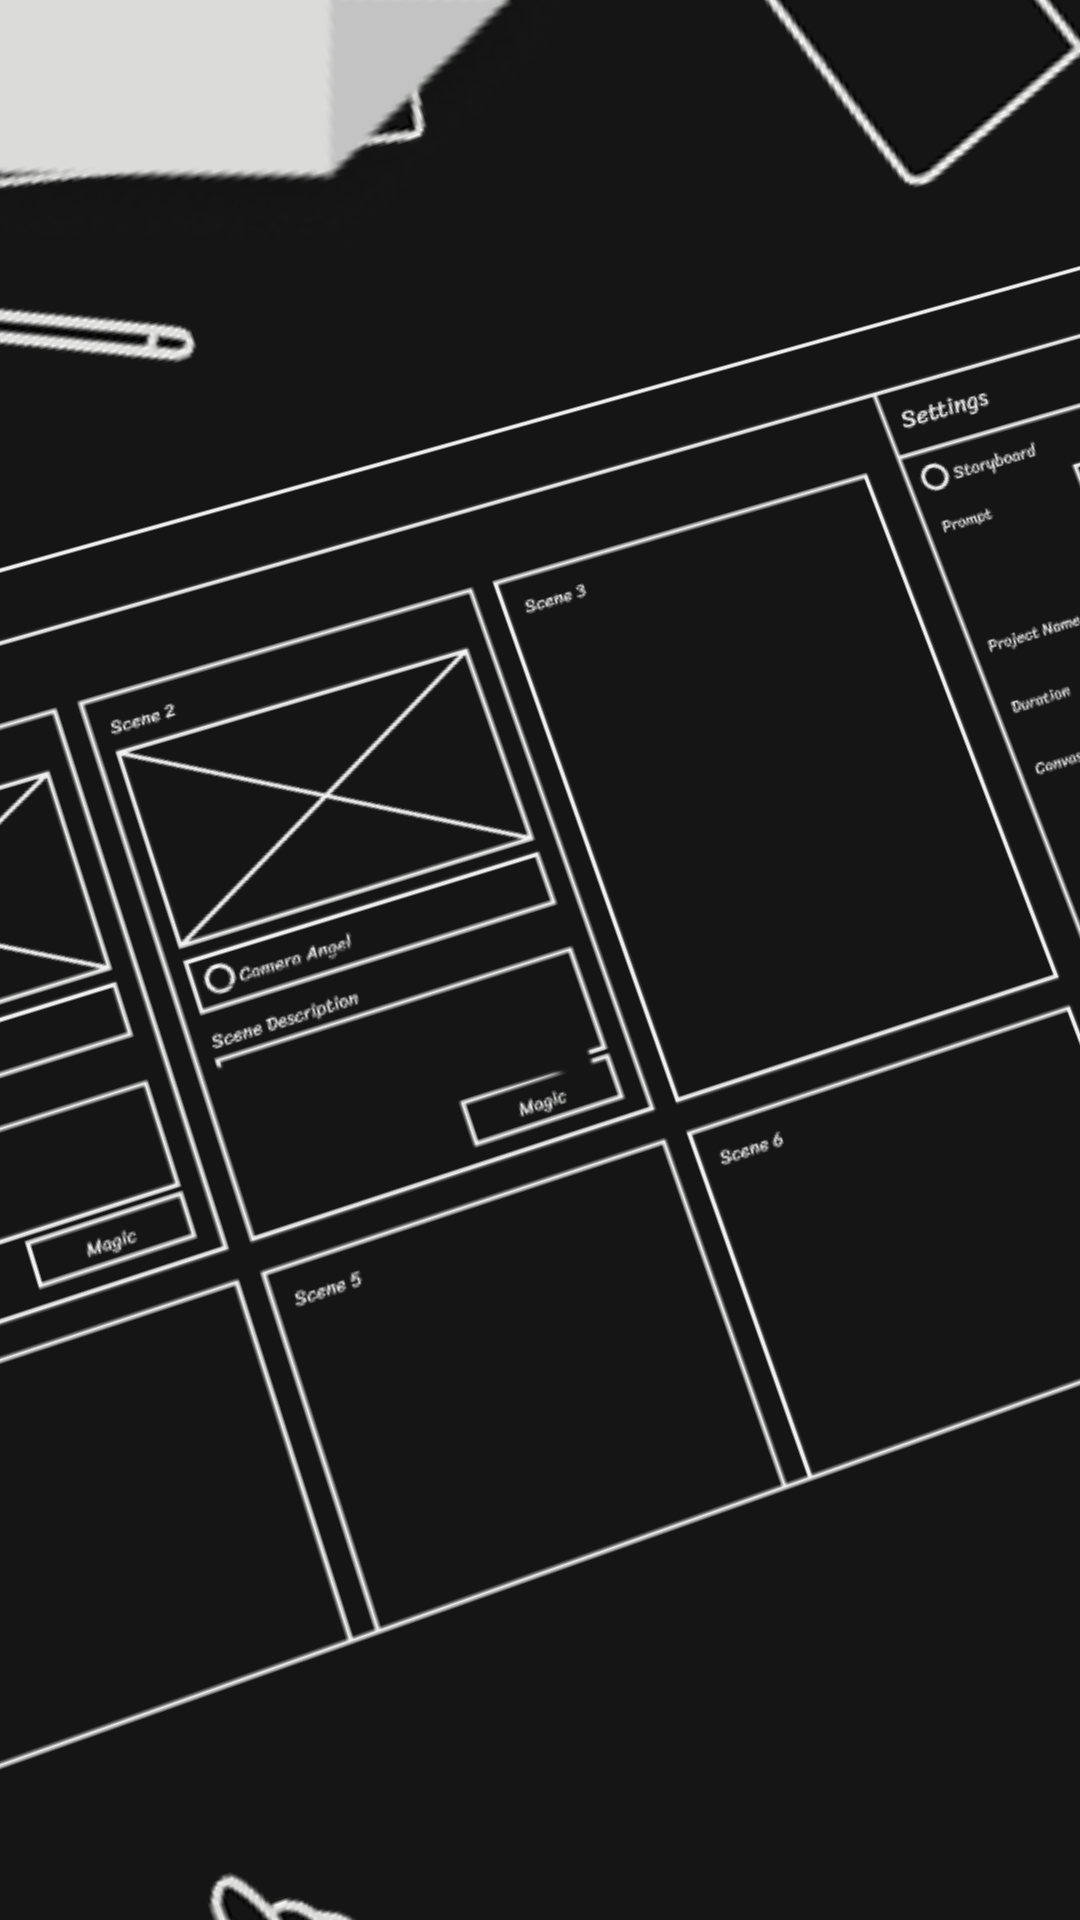 Settings
Storyboard
Prompt
Project Name
Duration
Canvas
Scene 3
Scene 2
Camera Angel
Scene Description
Magic
Magic
Scene 6
Scene 5